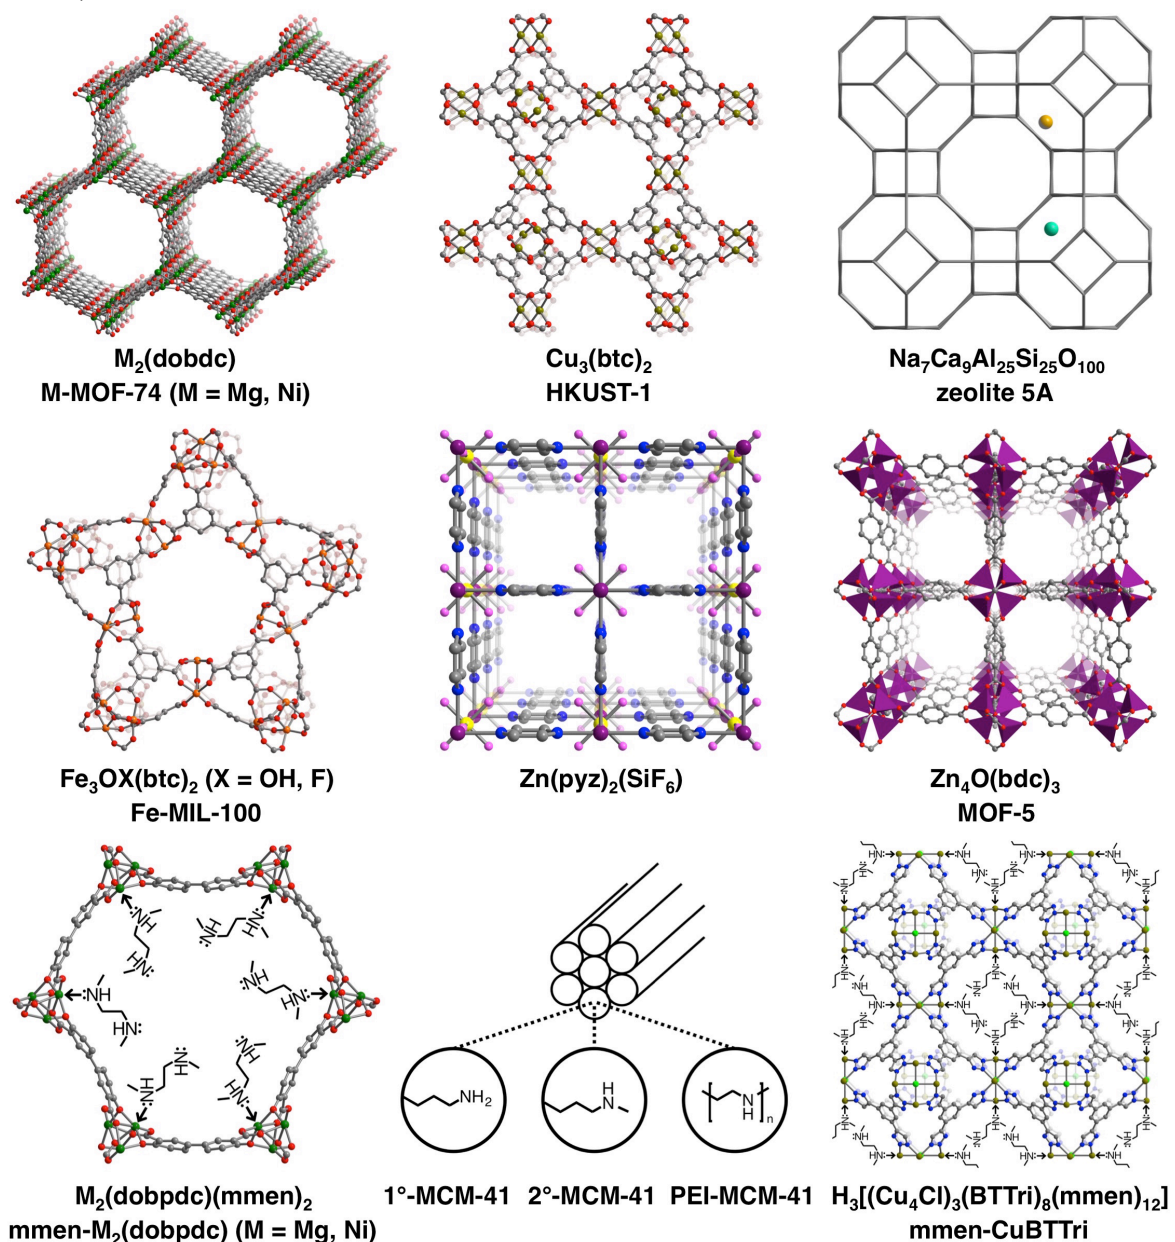 M₂(dobdc)
M-MOF-74 (M = Mg, Ni)
Cu₃(btc)₂
HKUST-1
Na₇Ca₉Al₂₅Si₂₅O₁₀₀
zeolite 5A
Fe₃OX(btc)₂ (X = OH, F)
Fe-MIL-100
Zn(pyz)₂(SiF₆)
Zn₄O(bdc)₃
MOF-5
NH₂
H
N
N
H
n
M₂(dobpdc)(mmen)₂
mmen-M₂(dobpdc) (M = Mg, Ni)
1°-MCM-41
2°-MCM-41
PEI-MCM-41
H₃[(Cu₄Cl)₃(BTTri)₈(mmen)₁₂]
mmen-CuBTTri